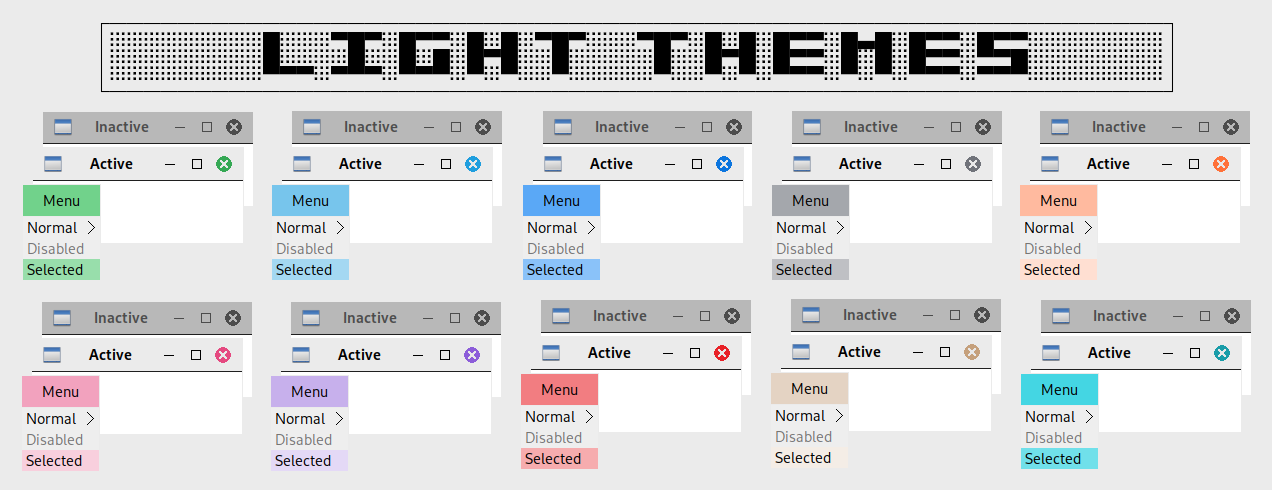 LIGHT THEMES
Inactive
Active
Menu
Normal
Disabled
Selected
Inactive
Active
Menu
Normal
Disabled
Selected
Inactive
Active
Menu
Normal
Disabled
Selected
Inactive
Active
Menu
Normal
Disabled
Selected
Inactive
Active
Menu
Normal
Disabled
Selected
Inactive
Active
Menu
Normal
Disabled
Selected
Inactive
Active
Menu
Normal
Disabled
Selected
Inactive
Active
Menu
Normal
Disabled
Selected
Inactive
Active
Menu
Normal
Disabled
Selected
Inactive
Active
Menu
Normal
Disabled
Selected